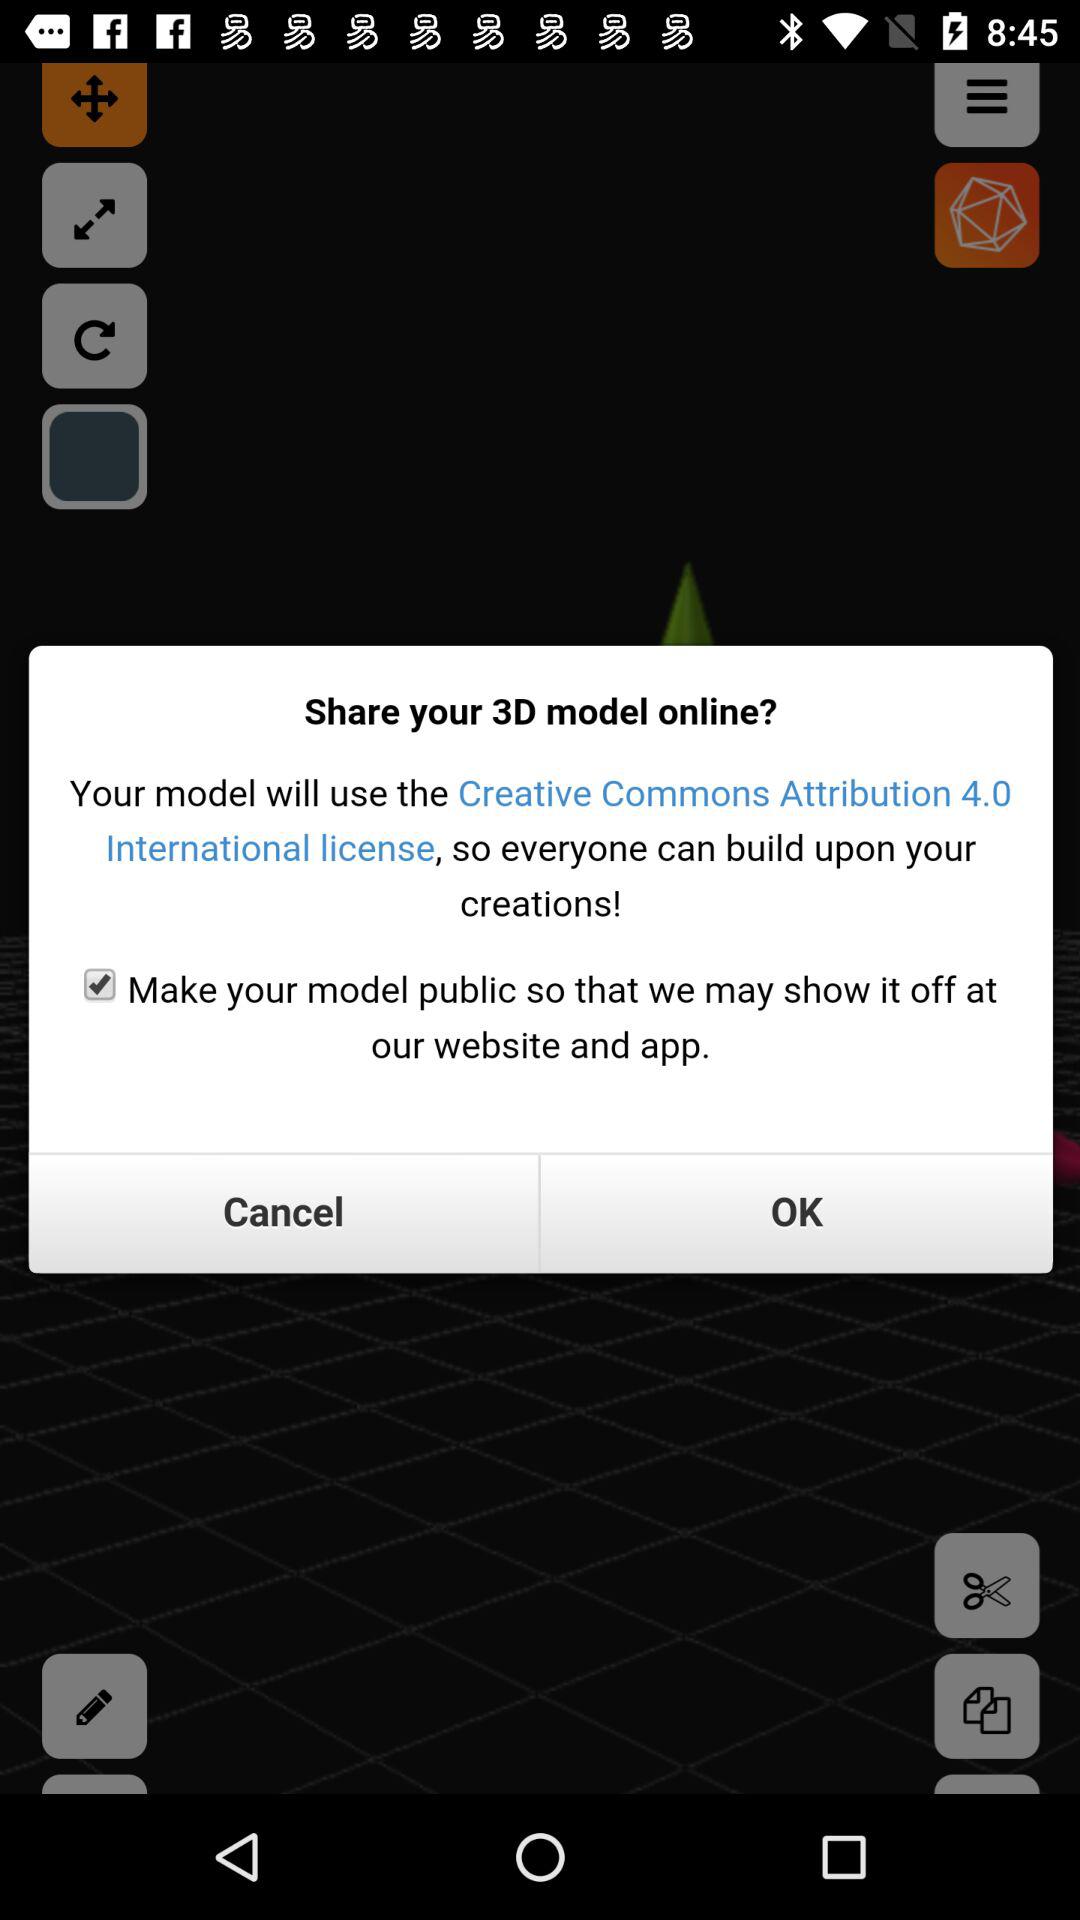 8:45
Share your 3D model online?
Your model will use the Creative Commons Attribution 4.0
International license, so everyone can build upon your
creations!
Make your model public so that we may show it off at
our website and app.
Cancel
OK